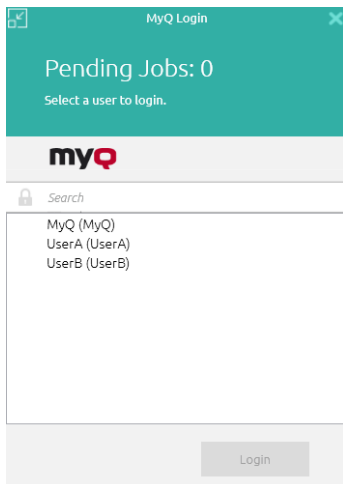 MyQ Login
Pending Jobs: 0
Select a user to login.
myQ
Search
MyQ (MyQ)
UserA (UserA)
UserB (UserB)
Login